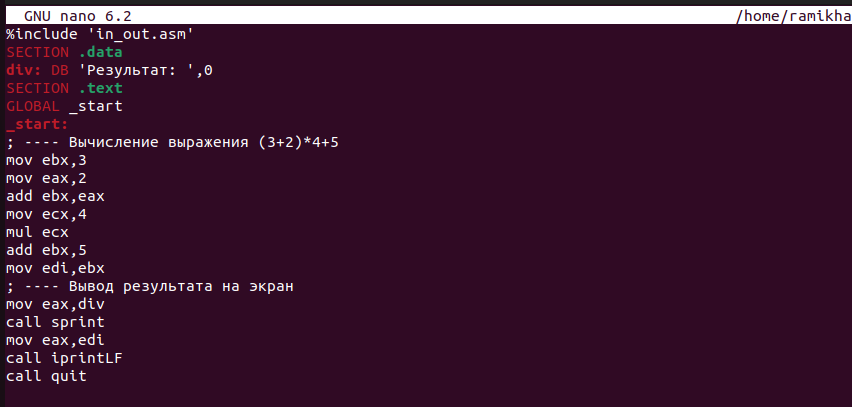 GNU nano 6.2 /home/ramikha
%include 'in_out.asm'
SECTION .data
div: DB 'Результат: ',0
SECTION .text
GLOBAL _start
_start:
; ---- Вычисление выражения (3+2)*4+5
mov ebx,3
mov eax,2
add ebx,eax
mov ecx,4
mul ecx
add ebx,5
mov edi,ebx
; ---- Вывод результата на экран
mov eax,div
call sprint
mov eax,edi
call iprintLF
call quit